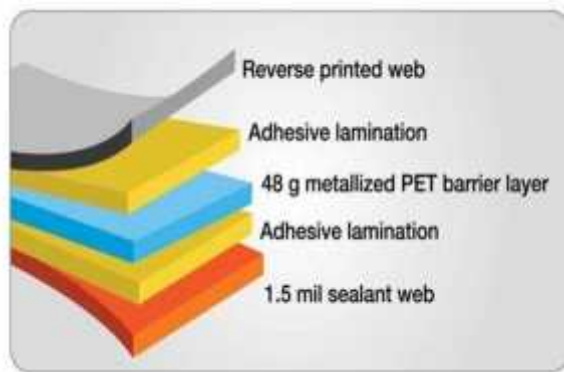 Reverse printed web
Adhesive lamination
48 g metallized PET barrier layer
Adhesive lamination
1.5 mil sealant web